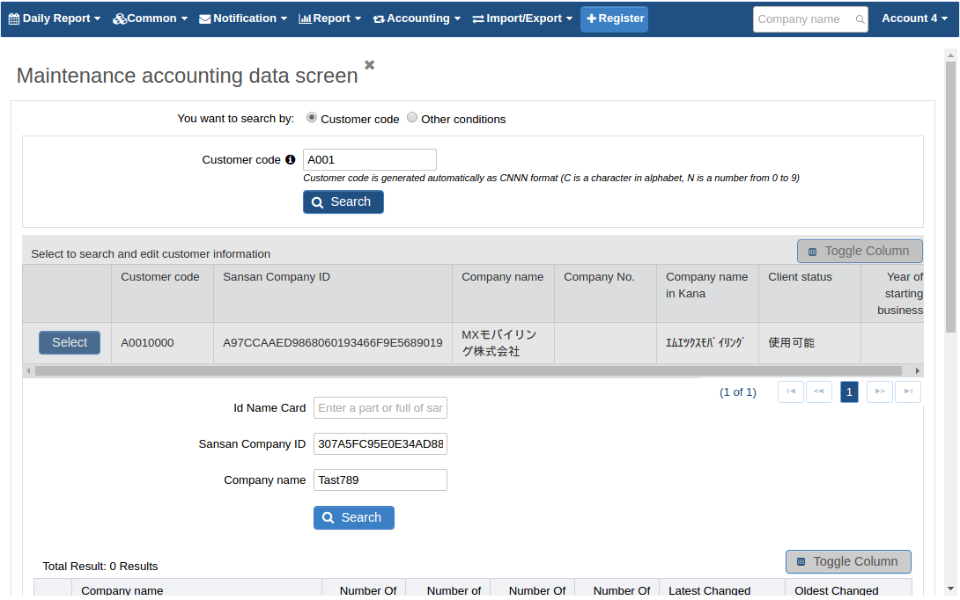 Daily Report Common Notification Report Accounting Import/Export Register Company name Account 4
Maintenance accounting data screen
You want to search by: Customer code Other conditions
Customer code A001
Customer code is generated automatically as CNNN format (C is a character in alphabet, N is a number from 0 to 9)
Search
Select to search and edit customer information Toggle Column
Customer code Sansan Company ID Company name Company No. Company name in Kana Client status Year of starting business
Select A0010000 A97CCAAED9868060193466F9E5689019 MXモバイリング株式会社 ｴﾑｴｯｸｽﾓﾊﾞｲﾘﾝｸﾞ 使用可能
(1 of 1) 1
Id Name Card Enter a part or full of sar
Sansan Company ID 307A5FC95E0E34AD88
Company name Tast789
Search
Total Result: 0 Results Toggle Column
Company name Number Of Number of Number Of Number Of Latest Changed Oldest Changed